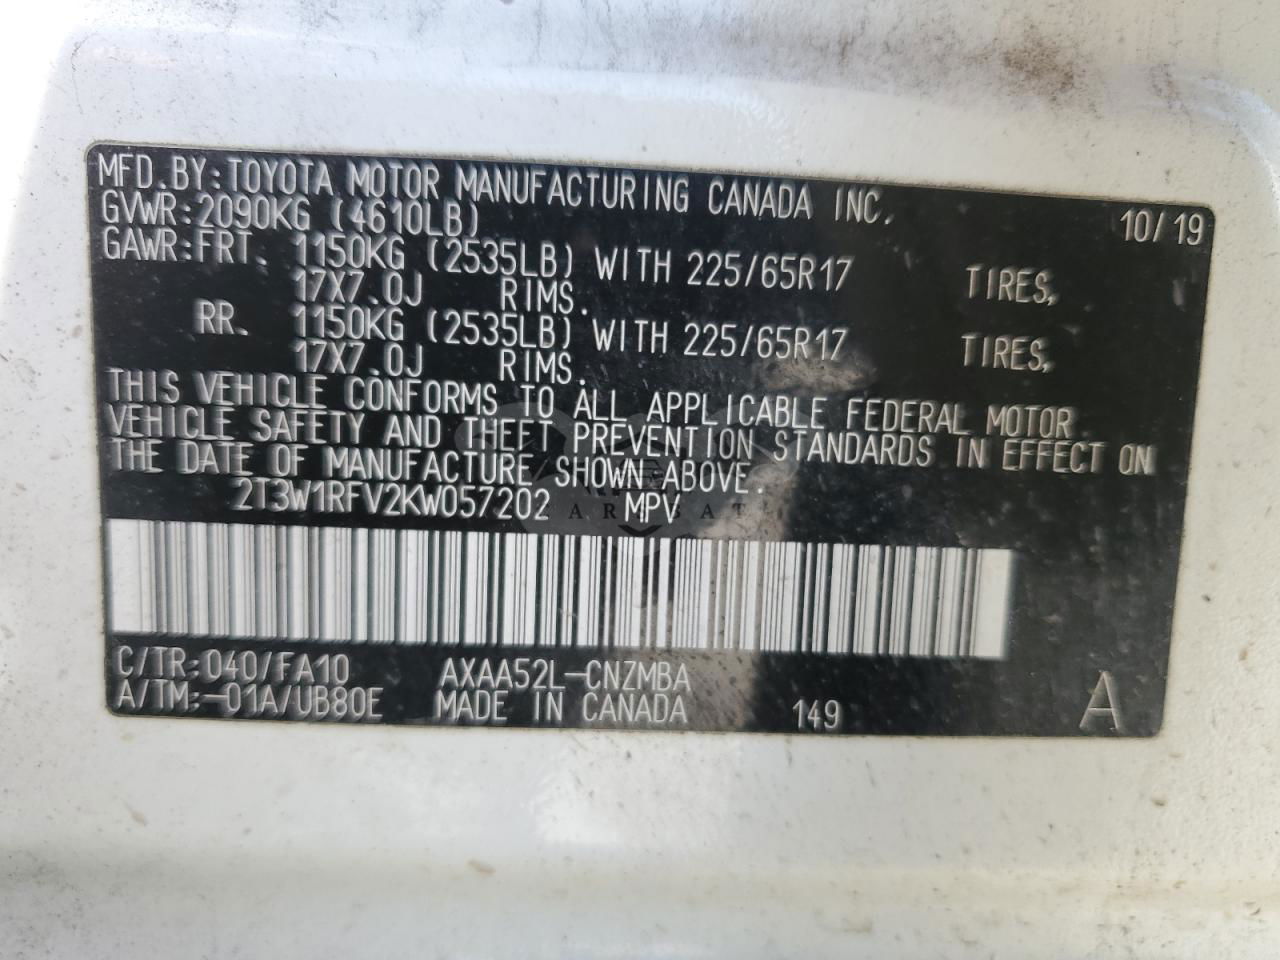 MFD.BY:TOYOTA MOTOR MANUFACTURING CANADA INC. 10/19
GVWR:2090KG (4610LB)
GAWR:FRT. 1150KG (2535LB) WITH 225/65R17 TIRES,
17X7.0J RIMS.
RR. 1150KG (2535LB) WITH 225/65R17 TIRES,
17X7.0J RIMS.
THIS VEHICLE CONFORMS TO ALL APPLICABLE FEDERAL MOTOR
VEHICLE SAFETY AND THEFT PREVENTION STANDARDS IN EFFECT ON
THE DATE OF MANUFACTURE SHOWN ABOVE.
2T3W1RFV2KW057202 MPV
C/TR:040/FA10 AXAA52L-CNZMBA
A/TM:-01A/UB80E MADE IN CANADA 149 A